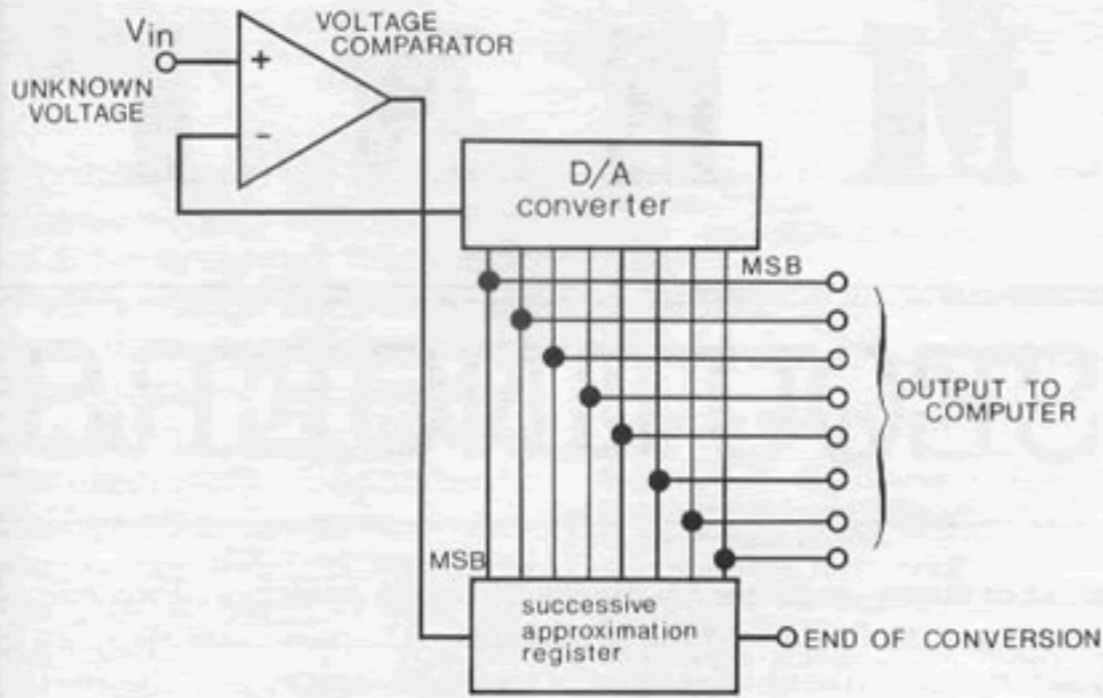 Vin
VOLTAGE
COMPARATOR
+
UNKNOWN
VOLTAGE
-
D/A
converter
MSB
OUTPUT TO
COMPUTER
MSB
successive
approximation
register
END OF CONVERSION